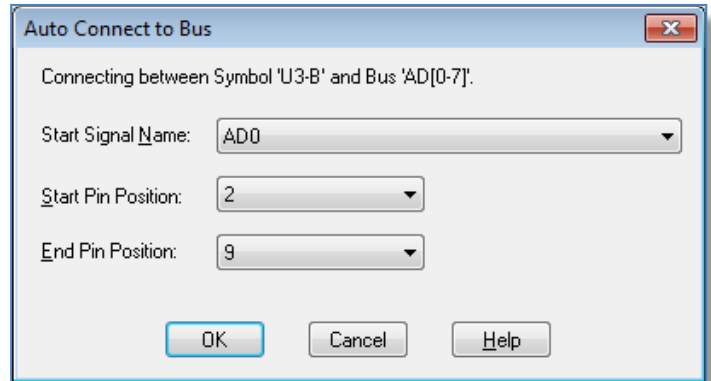 Auto Connect to Bus
Connecting between Symbol 'U3-B' and Bus 'AD[0-7]'.
Start Signal Name: AD0
Start Pin Position: 2
End Pin Position: 9
OK Cancel Help